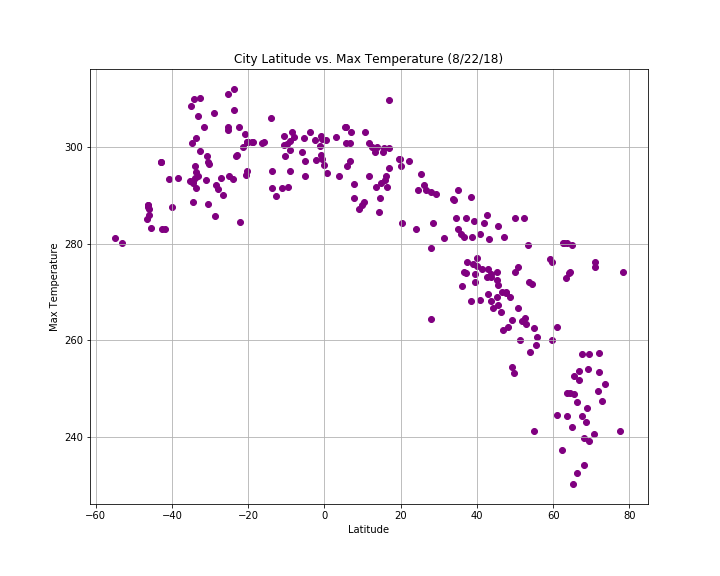 City Latitude vs. Max Temperature (8/22/18)
Max Temperature
300
280
260
240
−60 −40 −20 0 20 40 60 80
Latitude